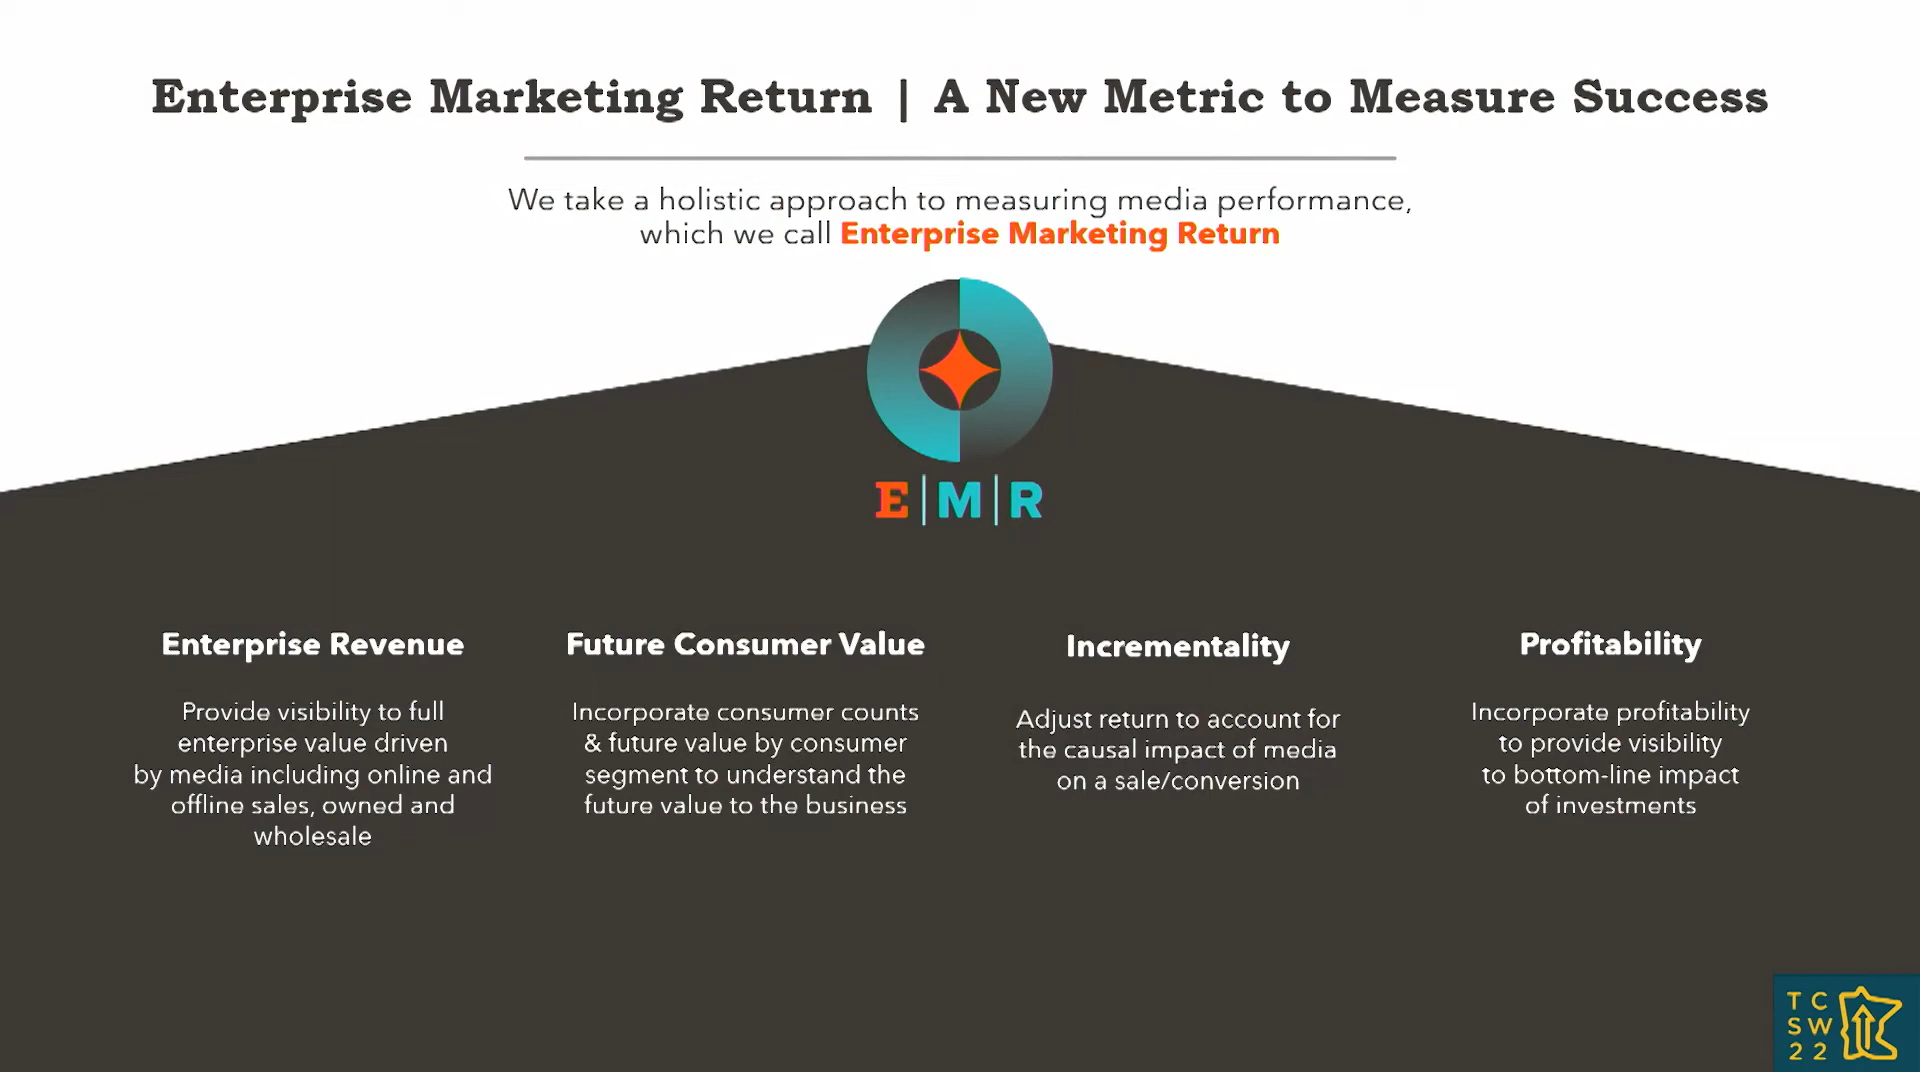 Enterprise Marketing Return | A New Metric to Measure Success
We take a holistic approach to measuring media performance,
which we call Enterprise Marketing Return
E|M|R
Enterprise Revenue
Provide visibility to full
enterprise value driven
by media including online and
offline sales, owned and
wholesale
Future Consumer Value
Incorporate consumer counts
& future value by consumer
segment to understand the
future value to the business
Incrementality
Adjust return to account for
the causal impact of media
on a sale/conversion
Profitability
Incorporate profitability
to provide visibility
to bottom-line impact
of investments
TC
SW
22